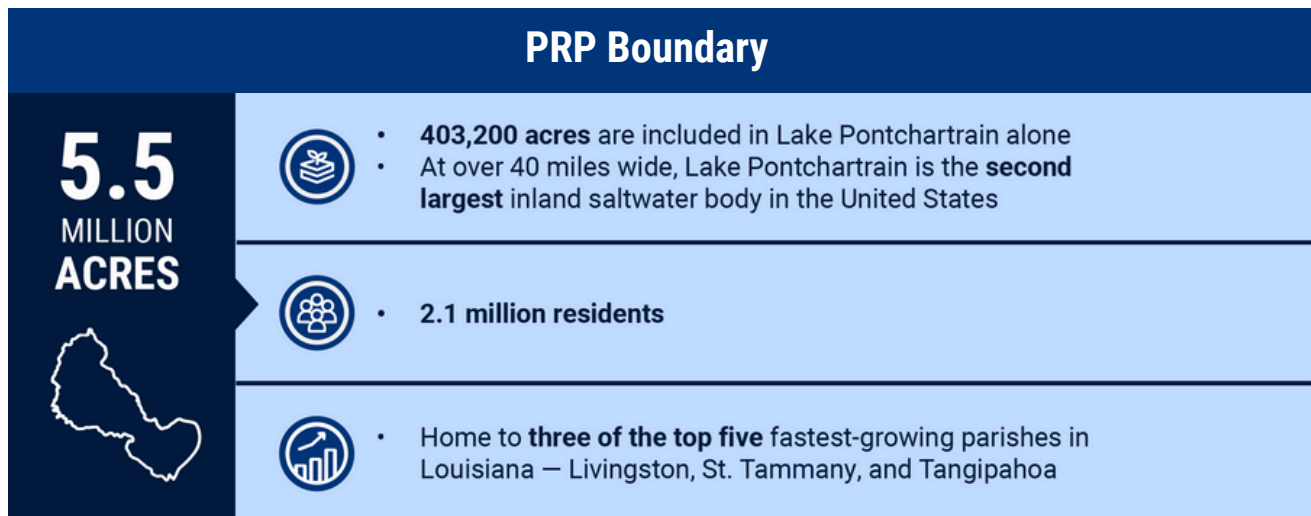 PRP Boundary
5.5
MILLION
ACRES
• 403,200 acres are included in Lake Pontchartrain alone
• At over 40 miles wide, Lake Pontchartrain is the second
largest inland saltwater body in the United States
• 2.1 million residents
• Home to three of the top five fastest-growing parishes in
Louisiana — Livingston, St. Tammany, and Tangipahoa